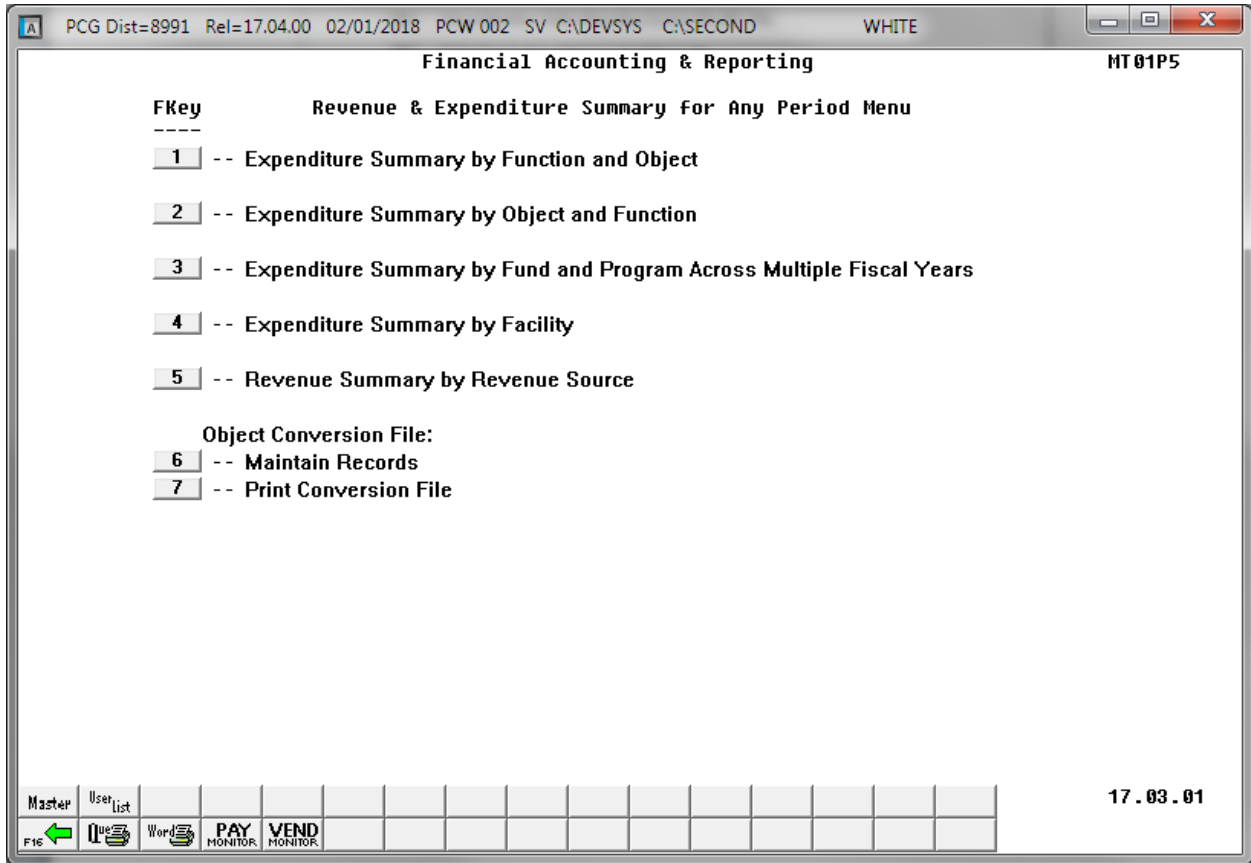 A PCG Dist=8991 Rel=17.04.00 02/01/2018 PCW 002 SV C:\DEVSYS C:\SECOND WHITE
Financial Accounting & Reporting MT01P5
FKey Revenue & Expenditure Summary for Any Period Menu
----
1 -- Expenditure Summary by Function and Object
2 -- Expenditure Summary by Object and Function
3 -- Expenditure Summary by Fund and Program Across Multiple Fiscal Years
4 -- Expenditure Summary by Facility
5 -- Revenue Summary by Revenue Source
Object Conversion File:
6 -- Maintain Records
7 -- Print Conversion File
Master User List 17.03.01
F16 Que Word PAY MONITOR VEND MONITOR